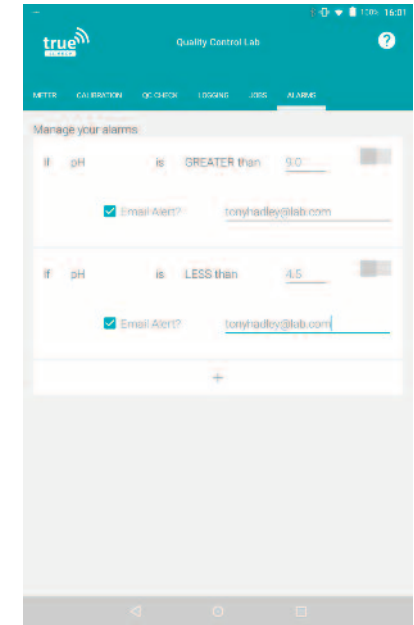 100% 16:01
true
Quality Control Lab
?
METER CALIBRATION QC CHECK LOGGING JOBS ALARMS
Manage your alarms
If pH is GREATER than 9.0
Email Alert? tonyhadley@lab.com
If pH is LESS than 4.5
Email Alert? tonyhadley@lab.com
+